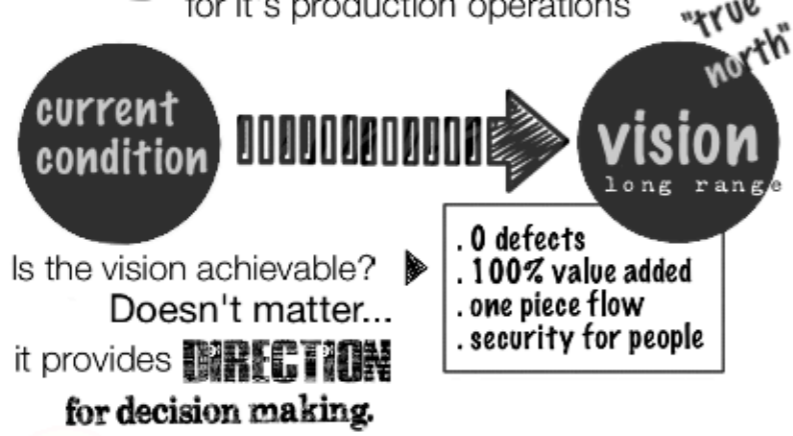 for it's production operations
"true
north"
current
condition
vision
long range
Is the vision achievable?
Doesn't matter...
it provides DIRECTION
for decision making.
. 0 defects
. 100% value added
. one piece flow
. security for people